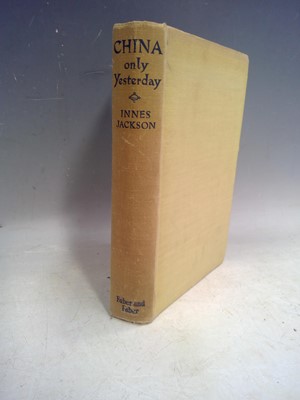 CHINA
only
Yesterday
INNES
JACKSON
Faber and
Faber